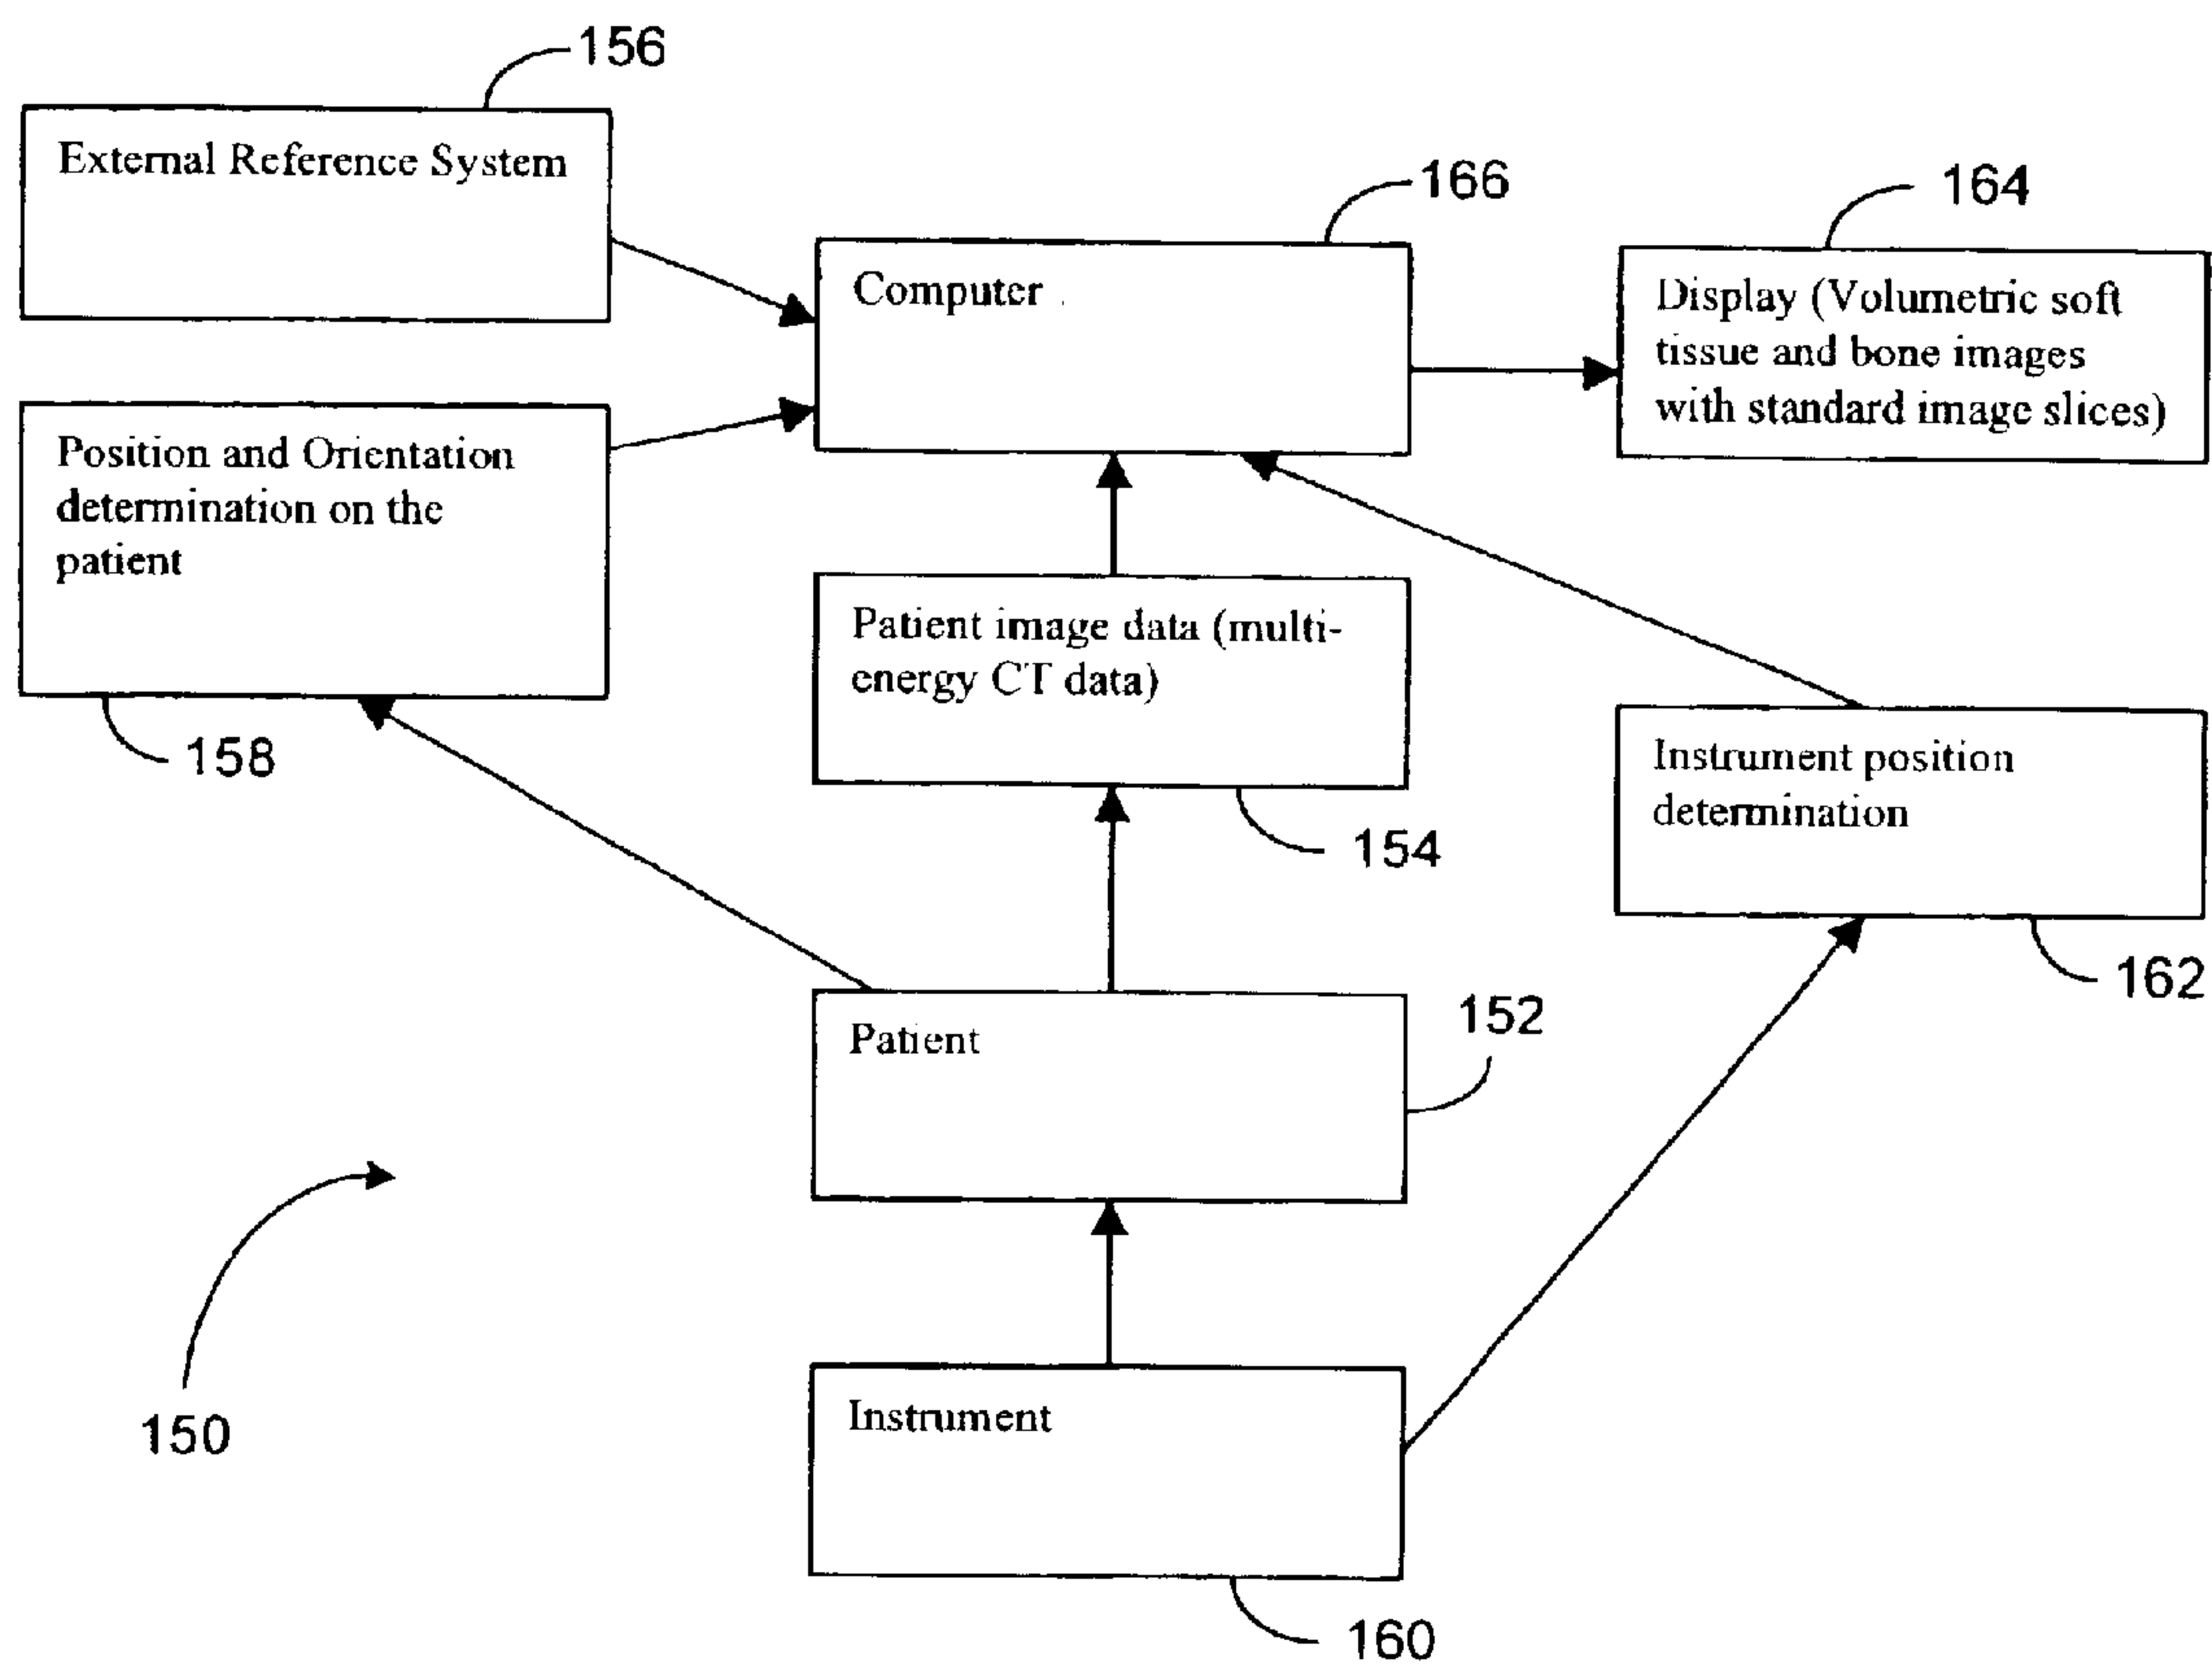 156
External Reference System
166
164
Computer
Display (Volumetric soft
tissue and bone images
with standard image slices)
Position and Orientation
determination on the
patient
158
Patient image data (multi-
energy CT data)
154
Instrument position
determination
162
Patient
152
150
Instrument
160